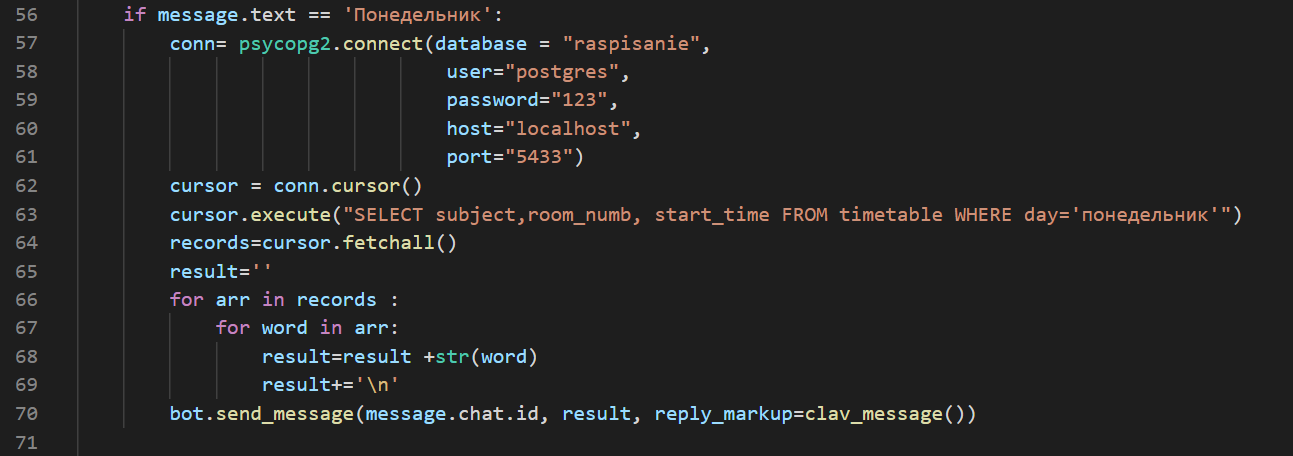 56 if message.text == 'Понедельник':
57 conn= psycopg2.connect(database = "raspisanie",
58 user="postgres",
59 password="123",
60 host="localhost",
61 port="5433")
62 cursor = conn.cursor()
63 cursor.execute("SELECT subject,room_numb, start_time FROM timetable WHERE day='понедельник'")
64 records=cursor.fetchall()
65 result=''
66 for arr in records :
67 for word in arr:
68 result=result +str(word)
69 result+='\n'
70 bot.send_message(message.chat.id, result, reply_markup=clav_message())
71